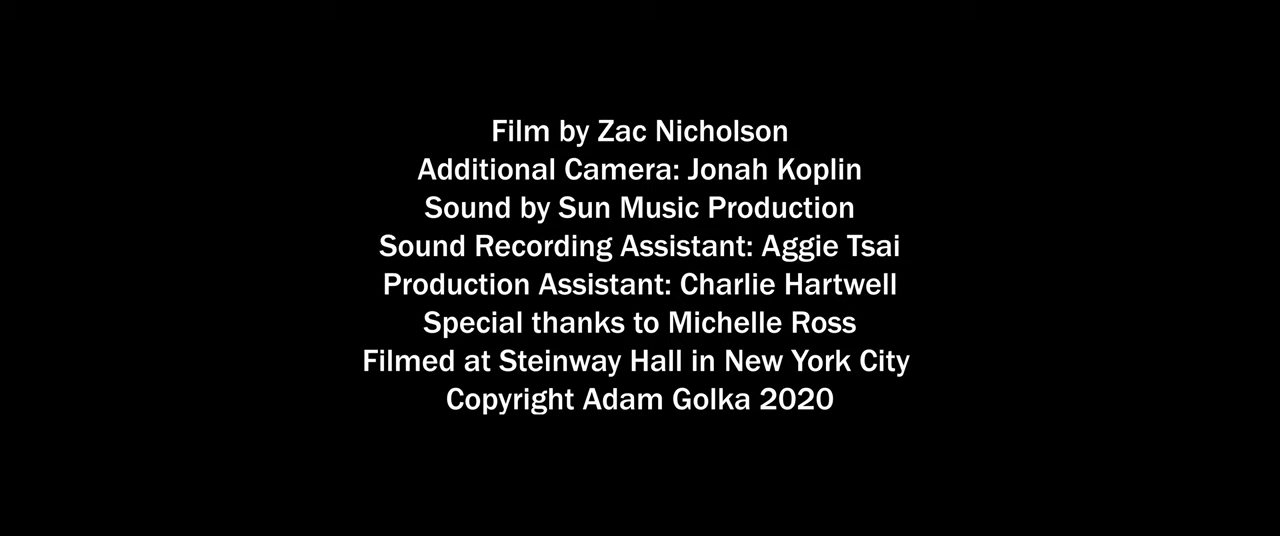 Film by Zac Nicholson
Additional Camera: Jonah Koplin
Sound by Sun Music Production
Sound Recording Assistant: Aggie Tsai
Production Assistant: Charlie Hartwell
Special thanks to Michelle Ross
Filmed at Steinway Hall in New York City
Copyright Adam Golka 2020